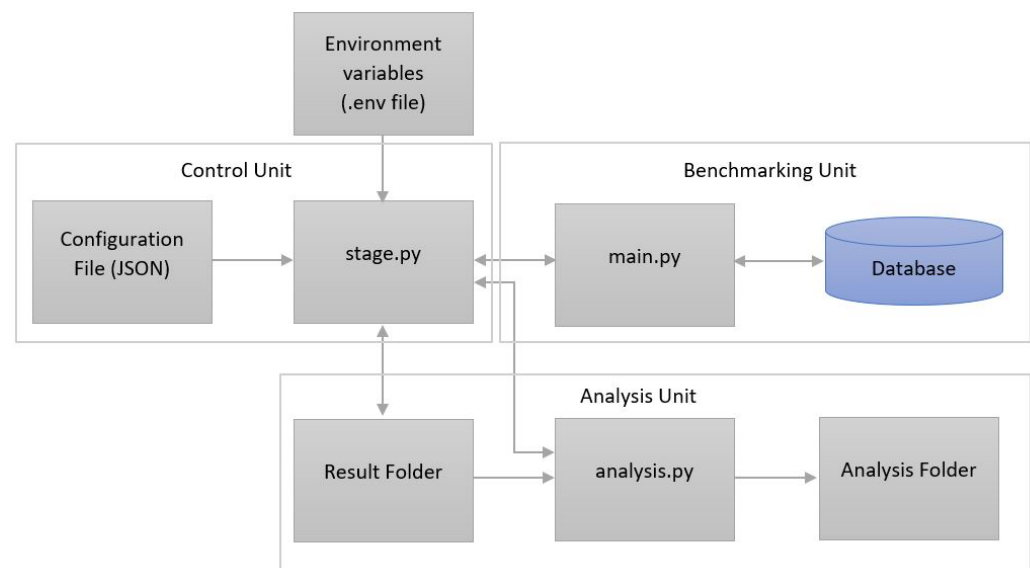 Environment
variables
(.env file)
Control Unit
Benchmarking Unit
Configuration
File (JSON)
stage.py
main.py
Database
Analysis Unit
Result Folder
analysis.py
Analysis Folder